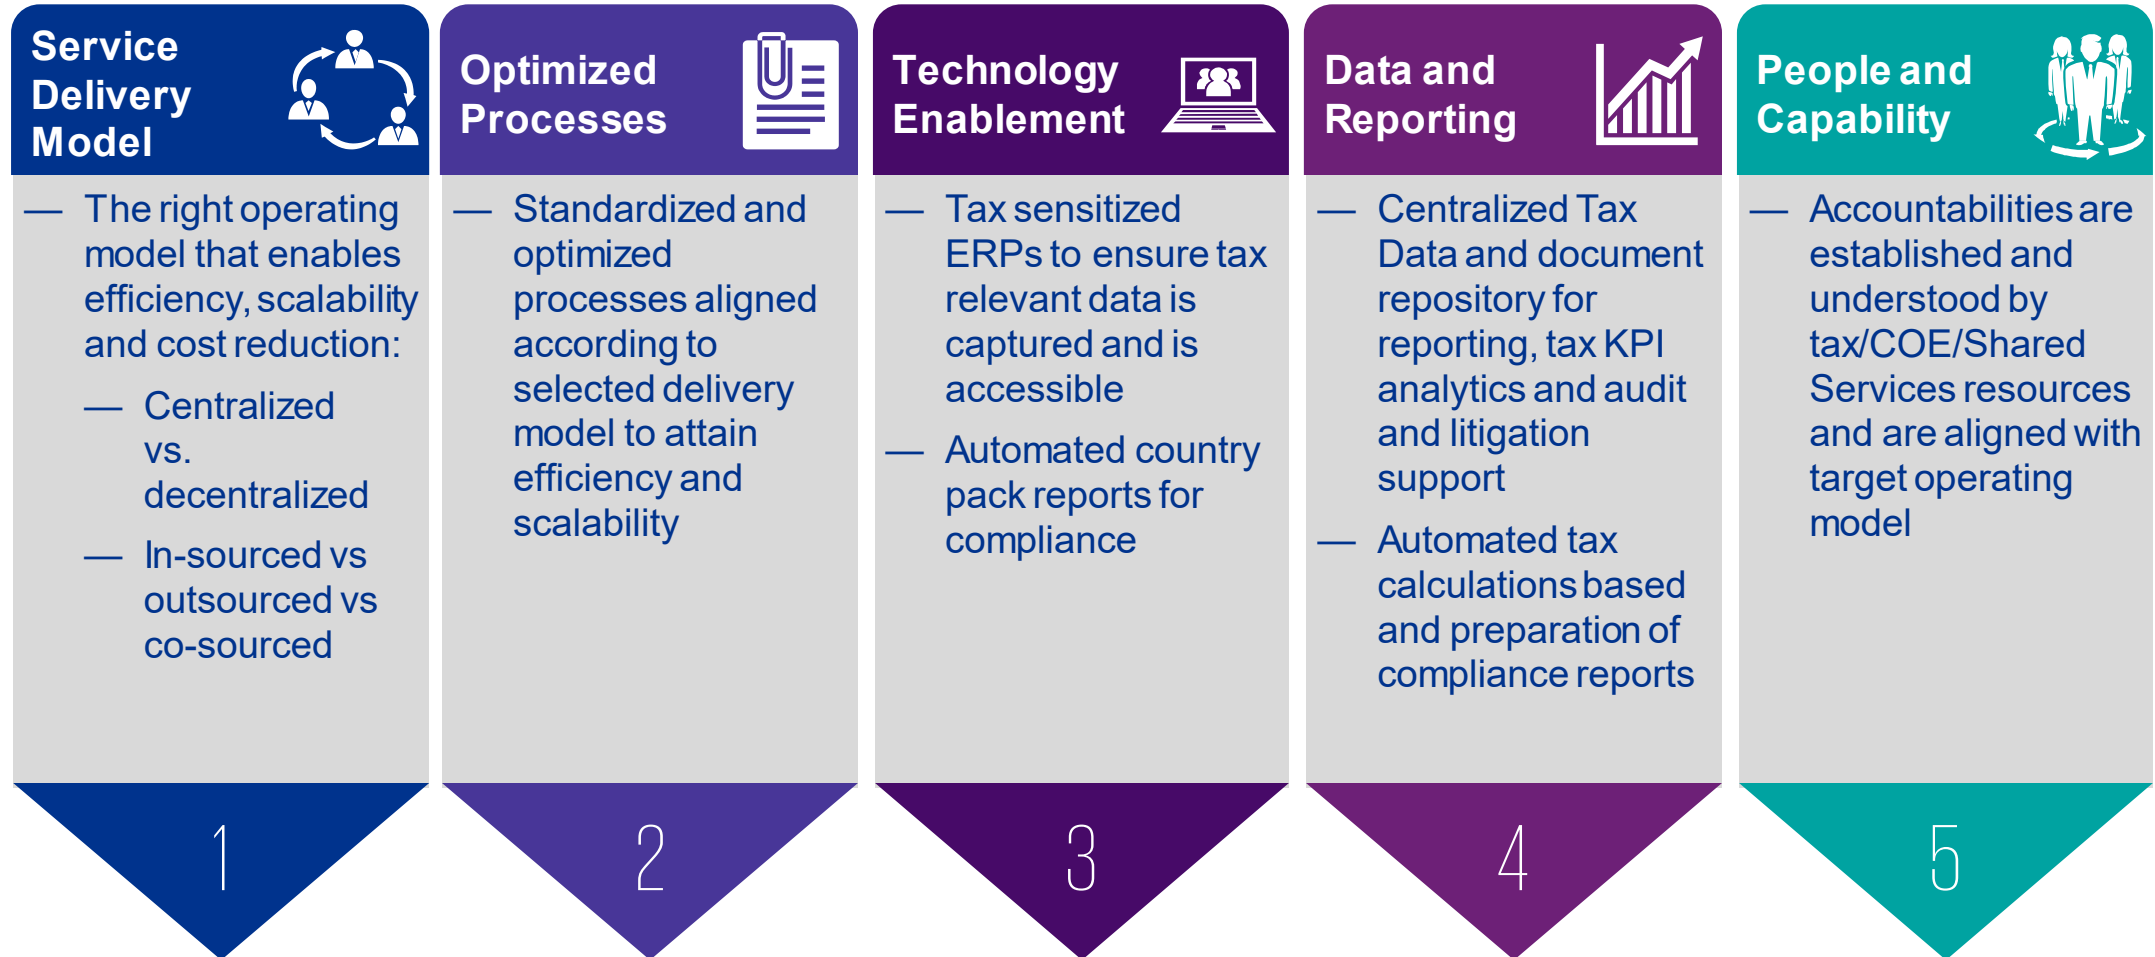 Service
Delivery
Model
— The right operating
model that enables
efficiency, scalability
and cost reduction:
— Centralized
vs.
decentralized
— In-sourced vs
outsourced vs
co-sourced
1
Optimized
Processes
— Standardized and
optimized
processes aligned
according to
selected delivery
model to attain
efficiency and
scalability
2
Technology
Enablement
— Tax sensitized
ERPs to ensure tax
relevant data is
captured and is
accessible
— Automated country
pack reports for
compliance
3
Data and
Reporting
— Centralized Tax
Data and document
repository for
reporting, tax KPI
analytics and audit
and litigation
support
— Automated tax
calculations based
and preparation of
compliance reports
4
People and
Capability
— Accountabilities are
established and
understood by
tax/COE/Shared
Services resources
and are aligned with
target operating
model
5